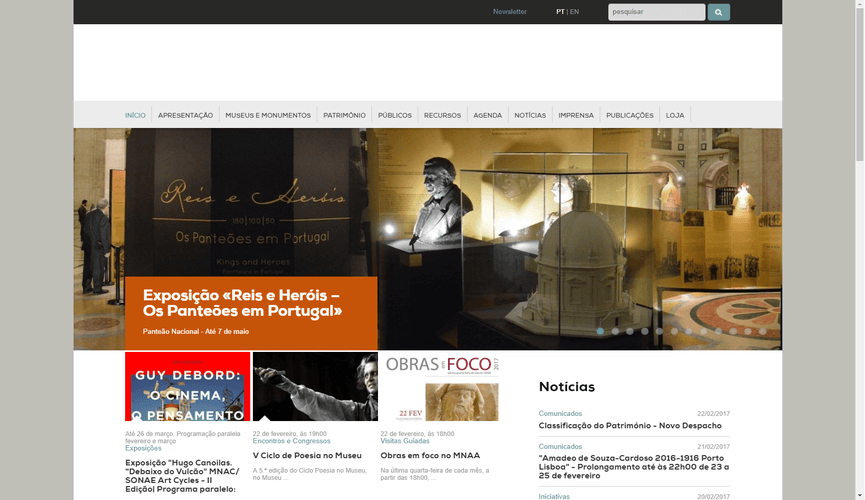 Newsletter
PT | EN
pesquisar
INÍCIO
APRESENTAÇÃO
MUSEUS E MONUMENTOS
PATRIMÓNIO
PÚBLICOS
RECURSOS
AGENDA
NOTÍCIAS
IMPRENSA
PUBLICAÇÕES
LOJA
Reis e Heróis
180|100|50
Os Panteões em Portugal
Kings and Heroes
Exposição «Reis e Heróis –
Os Panteões em Portugal»
Panteão Nacional - Até 7 de maio
GUY DEBORD:
O CINEMA,
O PENSAMENTO
Até 26 de março. Programação paralela
fevereiro e março
Exposições
Exposição "Hugo Canoilas.
"Debaixo do Vulcão" MNAC/
SONAE Art Cycles - II
Edição| Programa paralelo:
22 de fevereiro, às 19h00
Encontros e Congressos
V Ciclo de Poesia no Museu
A 5.ª edição do Ciclo Poesia no Museu,
no Museu ...
OBRAS em FOCO 2017
22 FEV
22 de fevereiro, às 18h00
Visitas Guiadas
Obras em foco no MNAA
Na última quarta-feira de cada mês, a
partir das 18h00, ...
Notícias
Comunicados
22/02/2017
Classificação do Património - Novo Despacho
Comunicados
21/02/2017
"Amadeo de Souza-Cardoso 2016-1916 Porto
Lisboa" - Prolongamento até às 22h00 de 23 a
25 de fevereiro
Iniciativas
20/02/2017